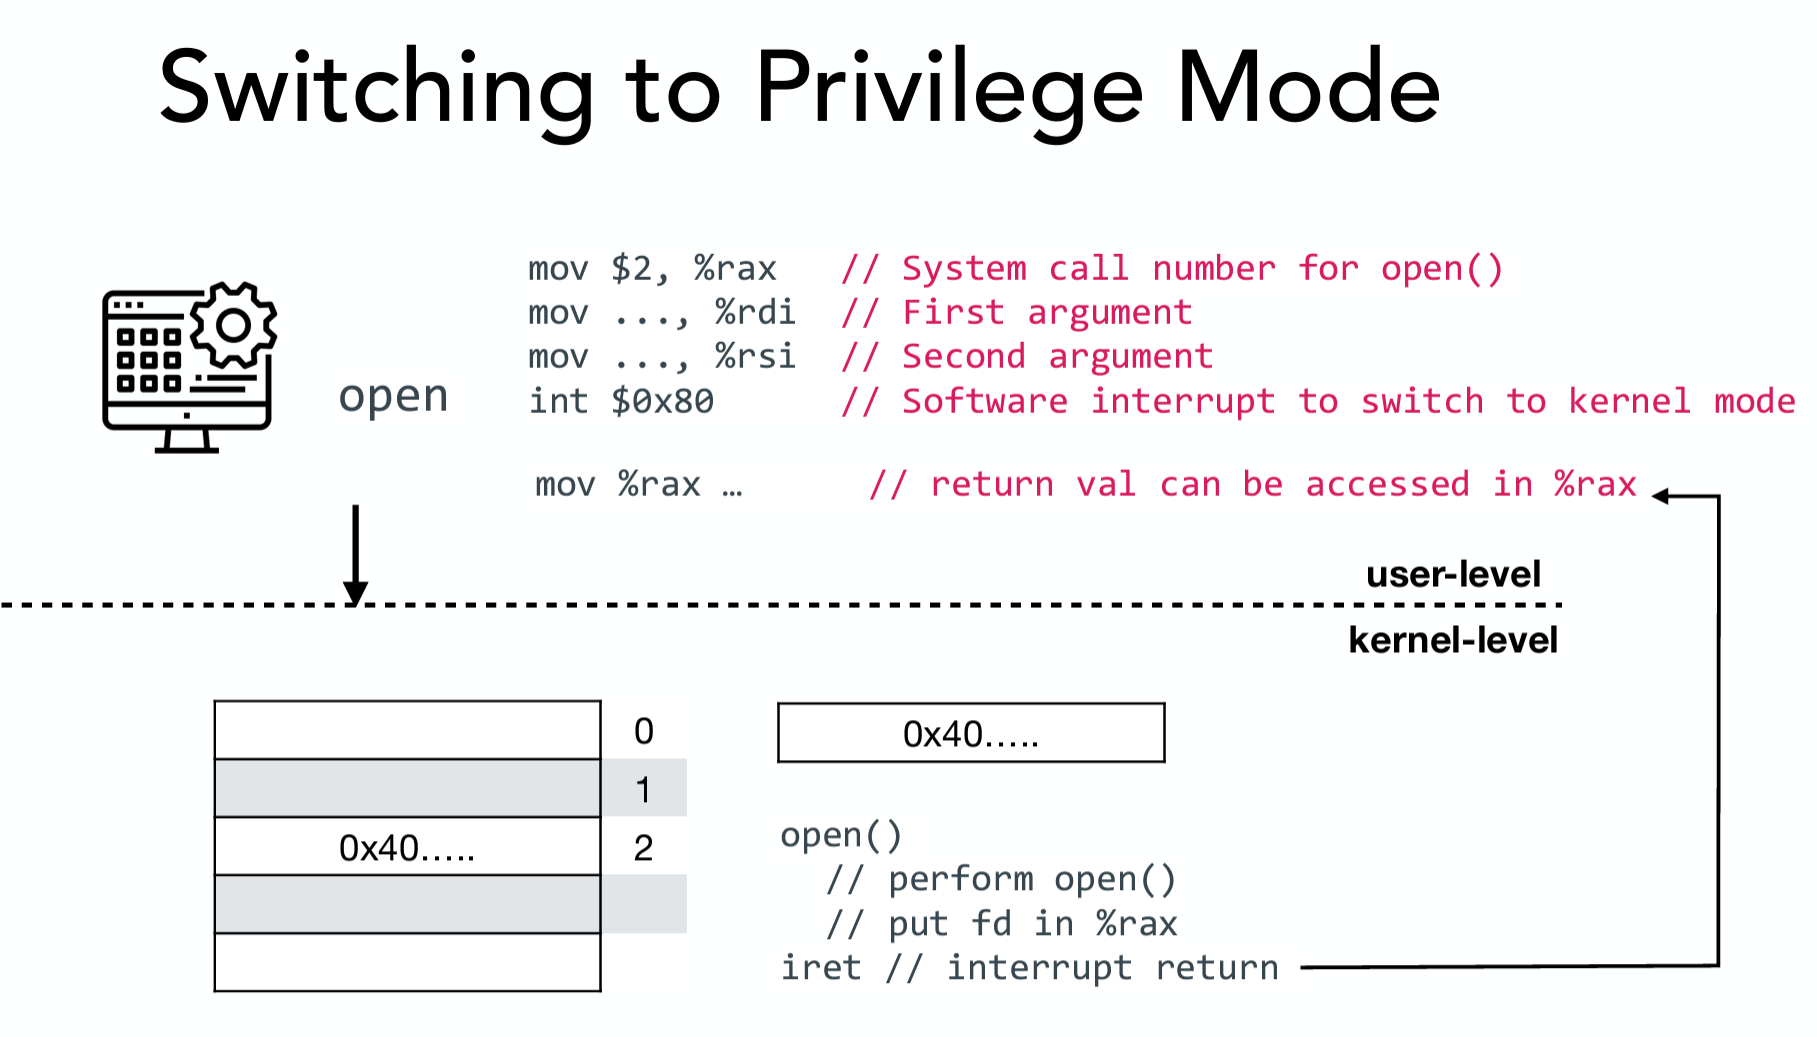 Switching to Privilege Mode
mov $2, %rax // System call number for open()
mov ..., %rdi // First argument
mov ..., %rsi // Second argument
open int $0x80 // Software interrupt to switch to kernel mode
mov %rax … // return val can be accessed in %rax
user-level
kernel-level
0
0x40.....
1
0x40..... 2
open()
// perform open()
// put fd in %rax
iret // interrupt return